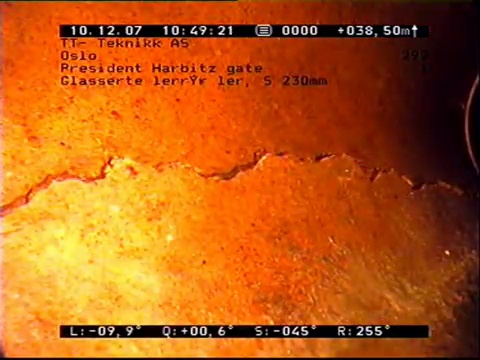 10.12.07 10:49:21 0000 +038,50m↑
TT- Teknikk AS
Oslo 292
President Harbitz gate
Glasserte lerrÝr ler, S 230mm
L:-09,9° Q:+00,6° S:-045° R:255°